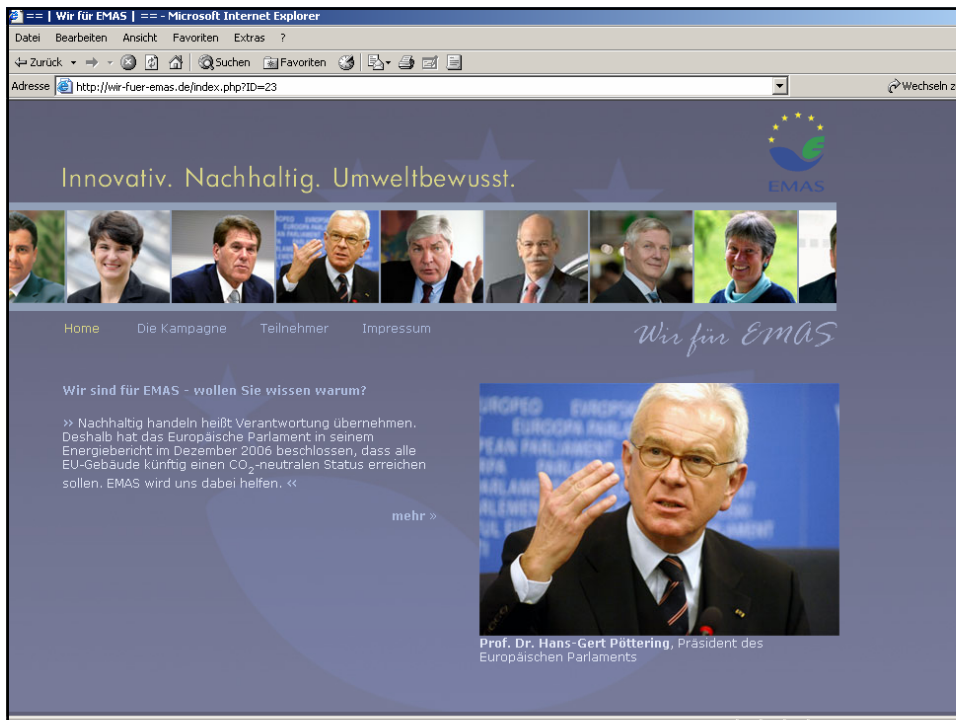 == | Wir für EMAS | == - Microsoft Internet Explorer
Datei Bearbeiten Ansicht Favoriten Extras ?
Zurück Suchen Favoriten
Adresse http://wir-fuer-emas.de/index.php?ID=23 Wechseln z
EMAS
Innovativ. Nachhaltig. Umweltbewusst.
Home Die Kampagne Teilnehmer Impressum
Wir für EMAS
Wir sind für EMAS - wollen Sie wissen warum?
>> Nachhaltig handeln heißt Verantwortung übernehmen.
Deshalb hat das Europäische Parlament in seinem
Energiebericht im Dezember 2006 beschlossen, dass alle
EU-Gebäude künftig einen CO₂-neutralen Status erreichen
sollen. EMAS wird uns dabei helfen. <<
mehr »
Prof. Dr. Hans-Gert Pöttering, Präsident des
Europäischen Parlaments